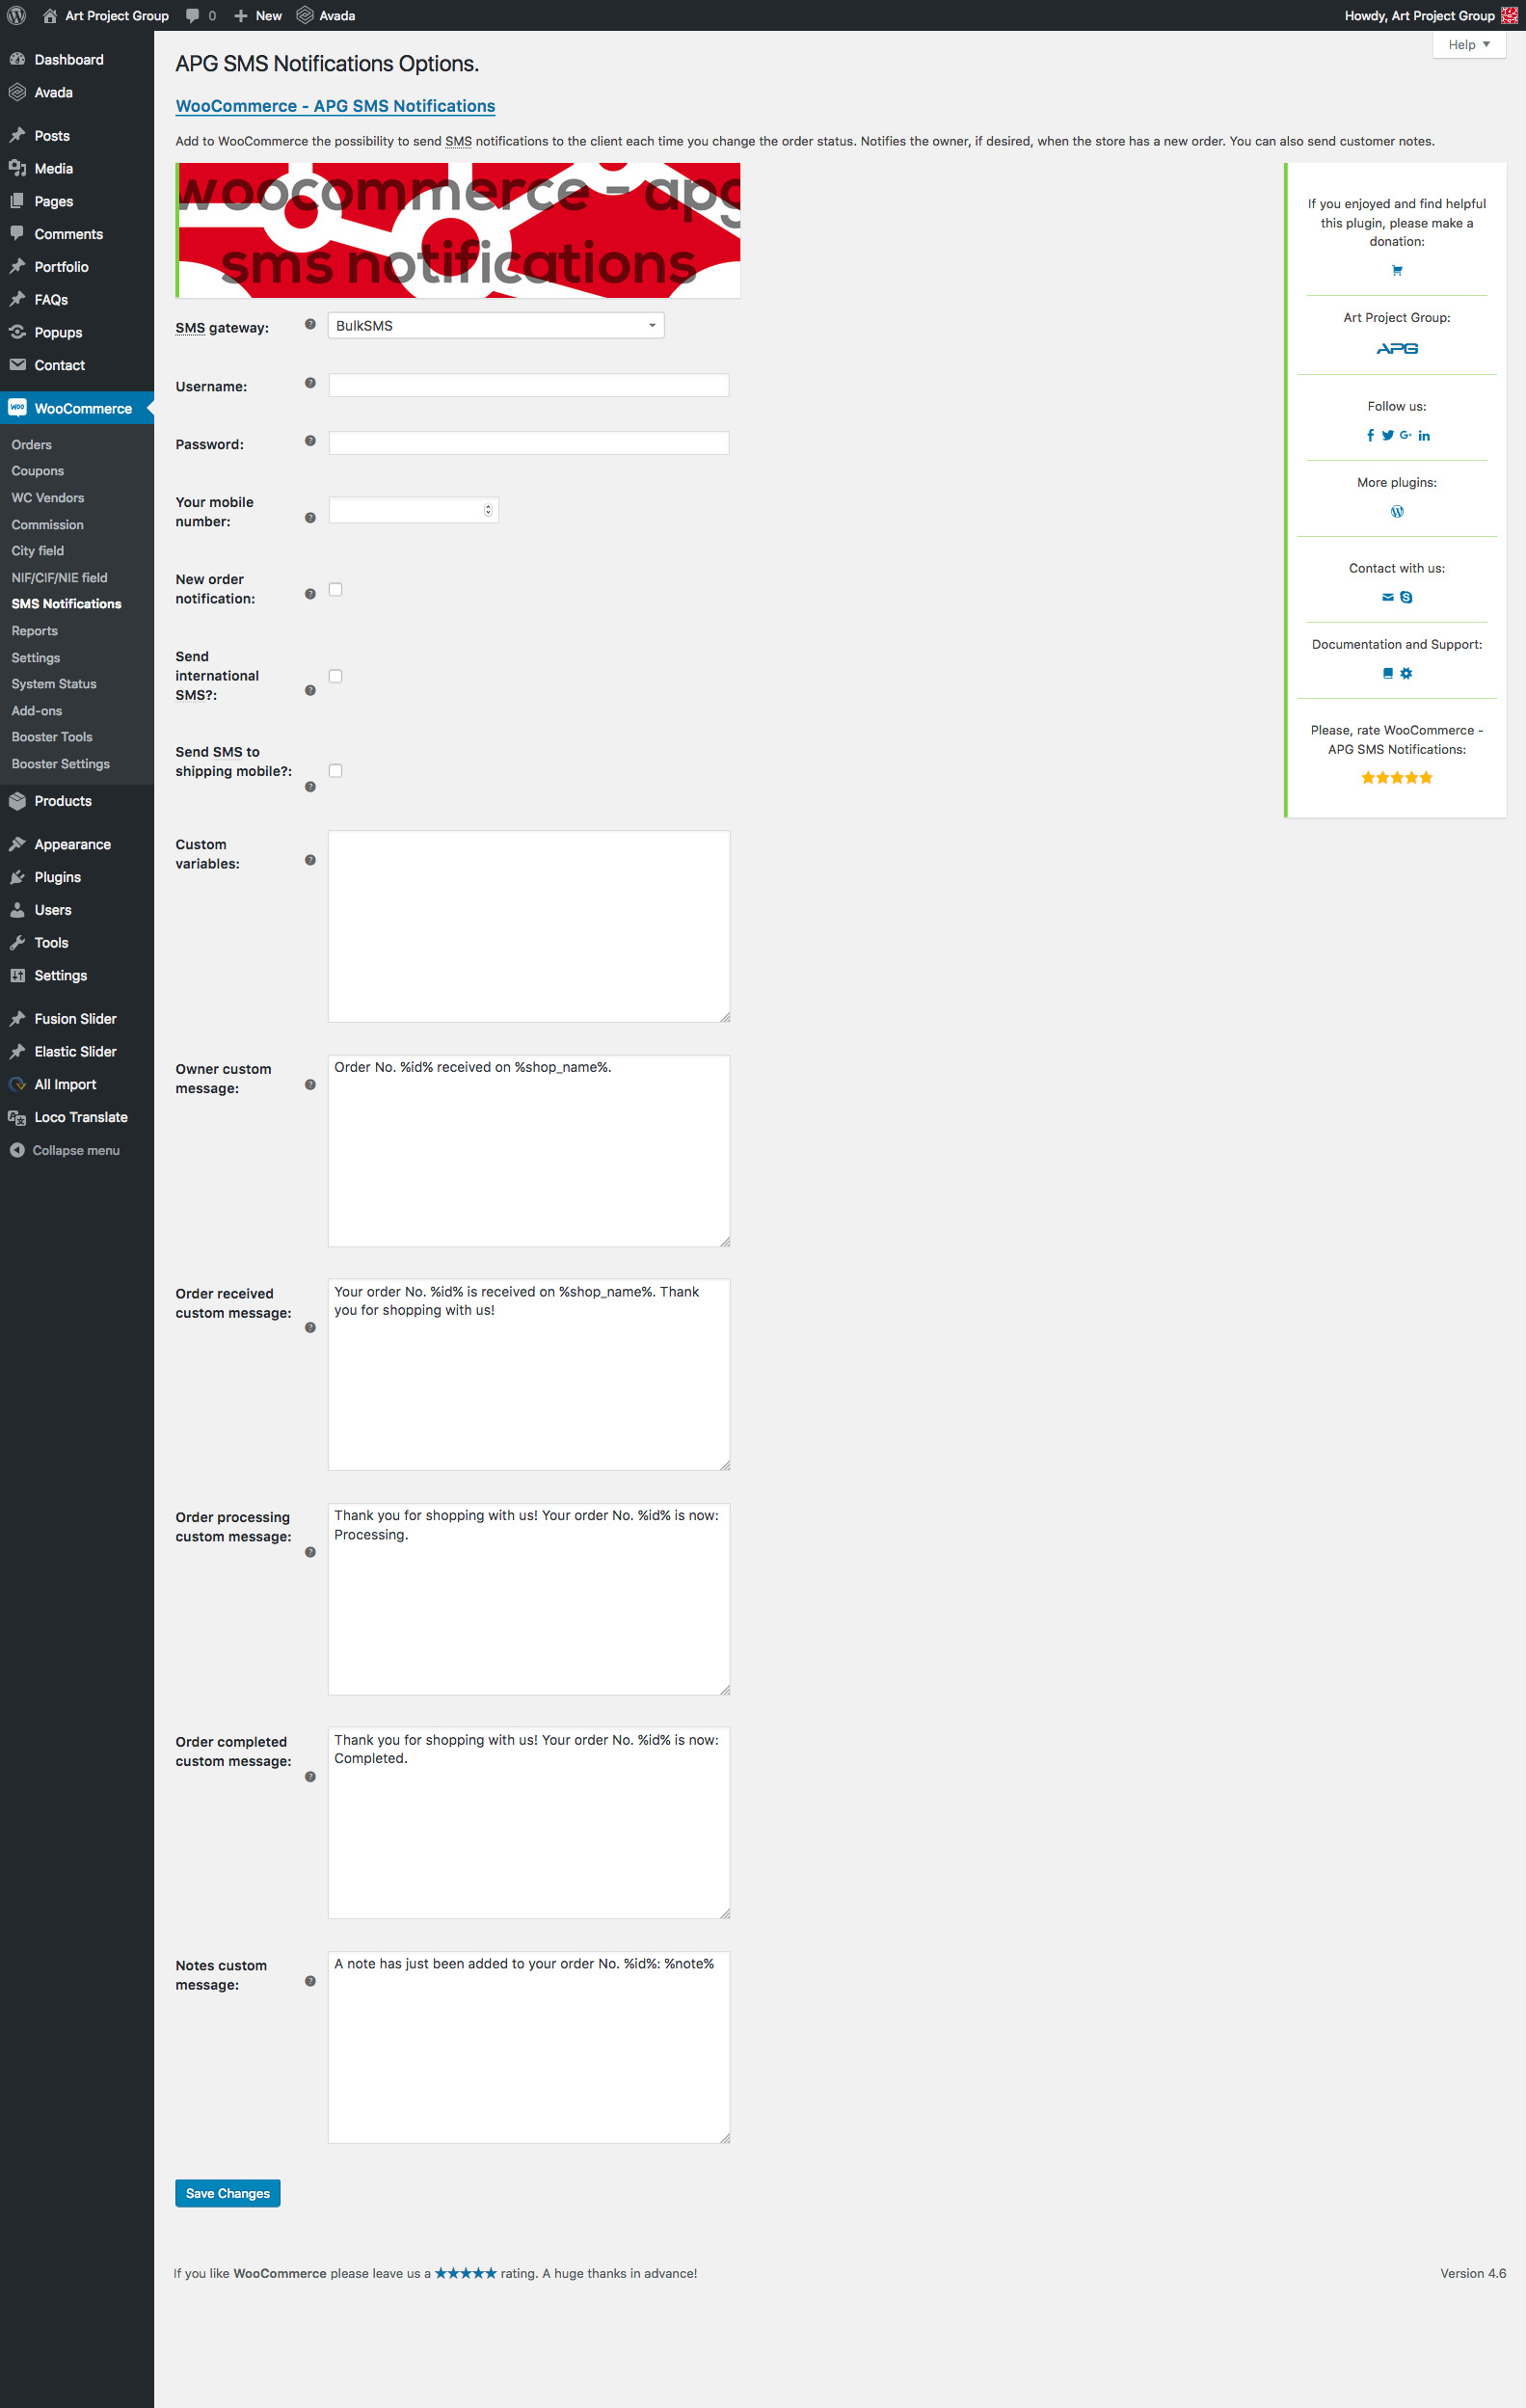 Art Project Group
0
New
Avada
Howdy, Art Project Group
Dashboard
Avada
Posts
Media
Pages
Comments
Portfolio
FAQs
Popups
Contact
WooCommerce
Orders
Coupons
WC Vendors
Commission
City field
NIF/CIF/NIE field
SMS Notifications
Reports
Settings
System Status
Add-ons
Booster Tools
Booster Settings
Products
Appearance
Plugins
Users
Tools
Settings
Fusion Slider
Elastic Slider
All Import
Loco Translate
Collapse menu
Help
APG SMS Notifications Options.
WooCommerce - APG SMS Notifications
Add to WooCommerce the possibility to send SMS notifications to the client each time you change the order status. Notifies the owner, if desired, when the store has a new order. You can also send customer notes.
woocommerce - apg
sms notifications
SMS gateway:
BulkSMS
Username:
Password:
Your mobile
number:
New order
notification:
Send
international
SMS?:
Send SMS to
shipping mobile?:
Custom
variables:
Owner custom
message:
Order No. %id% received on %shop_name%.
Order received
custom message:
Your order No. %id% is received on %shop_name%. Thank
you for shopping with us!
Order processing
custom message:
Thank you for shopping with us! Your order No. %id% is now:
Processing.
Order completed
custom message:
Thank you for shopping with us! Your order No. %id% is now:
Completed.
Notes custom
message:
A note has just been added to your order No. %id%: %note%
Save Changes
If you enjoyed and find helpful
this plugin, please make a
donation:
Art Project Group:
APG
Follow us:
More plugins:
Contact with us:
Documentation and Support:
Please, rate WooCommerce -
APG SMS Notifications:
If you like WooCommerce please leave us a ★★★★★ rating. A huge thanks in advance!
Version 4.6